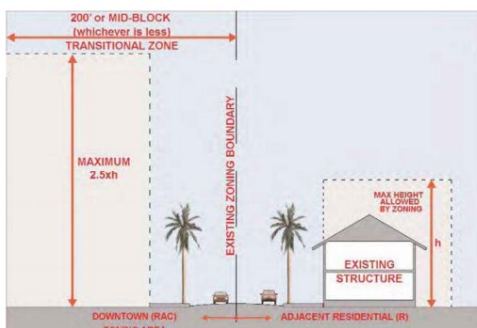 200' or MID-BLOCK
(whichever is less)
TRANSITIONAL ZONE
MAXIMUM
2.5xh
EXISTING ZONING BOUNDARY
MAX HEIGHT
ALLOWED
BY ZONING
h
EXISTING
STRUCTURE
DOWNTOWN (RAC)
ADJACENT RESIDENTIAL (R)